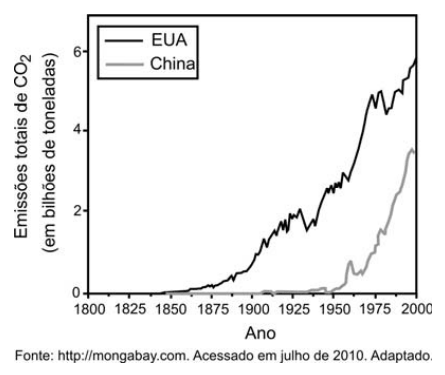 EUA
China
Emissões totais de CO2
(em bilhões de toneladas)
6
4
2
0
1800 1825 1850 1875 1900 1925 1950 1975 2000
Ano
Fonte: http://mongabay.com. Acessado em julho de 2010. Adaptado.